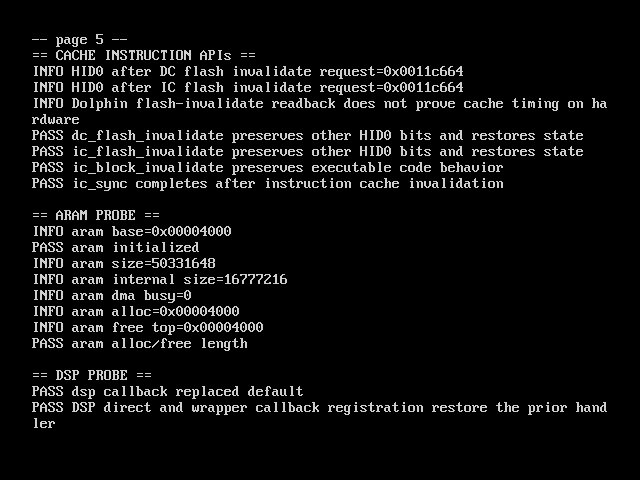 -- page 5 --
== CACHE INSTRUCTION APIs ==
INFO HID0 after DC flash invalidate request=0x0011c664
INFO HID0 after IC flash invalidate request=0x0011c664
INFO Dolphin flash-invalidate readback does not prove cache timing on ha
rdware
PASS dc_flash_invalidate preserves other HID0 bits and restores state
PASS ic_flash_invalidate preserves other HID0 bits and restores state
PASS ic_block_invalidate preserves executable code behavior
PASS ic_sync completes after instruction cache invalidation
== ARAM PROBE ==
INFO aram base=0x00004000
PASS aram initialized
INFO aram size=50331648
INFO aram internal size=16777216
INFO aram dma busy=0
INFO aram alloc=0x00004000
INFO aram free top=0x00004000
PASS aram alloc/free length
== DSP PROBE ==
PASS dsp callback replaced default
PASS DSP direct and wrapper callback registration restore the prior hand
ler